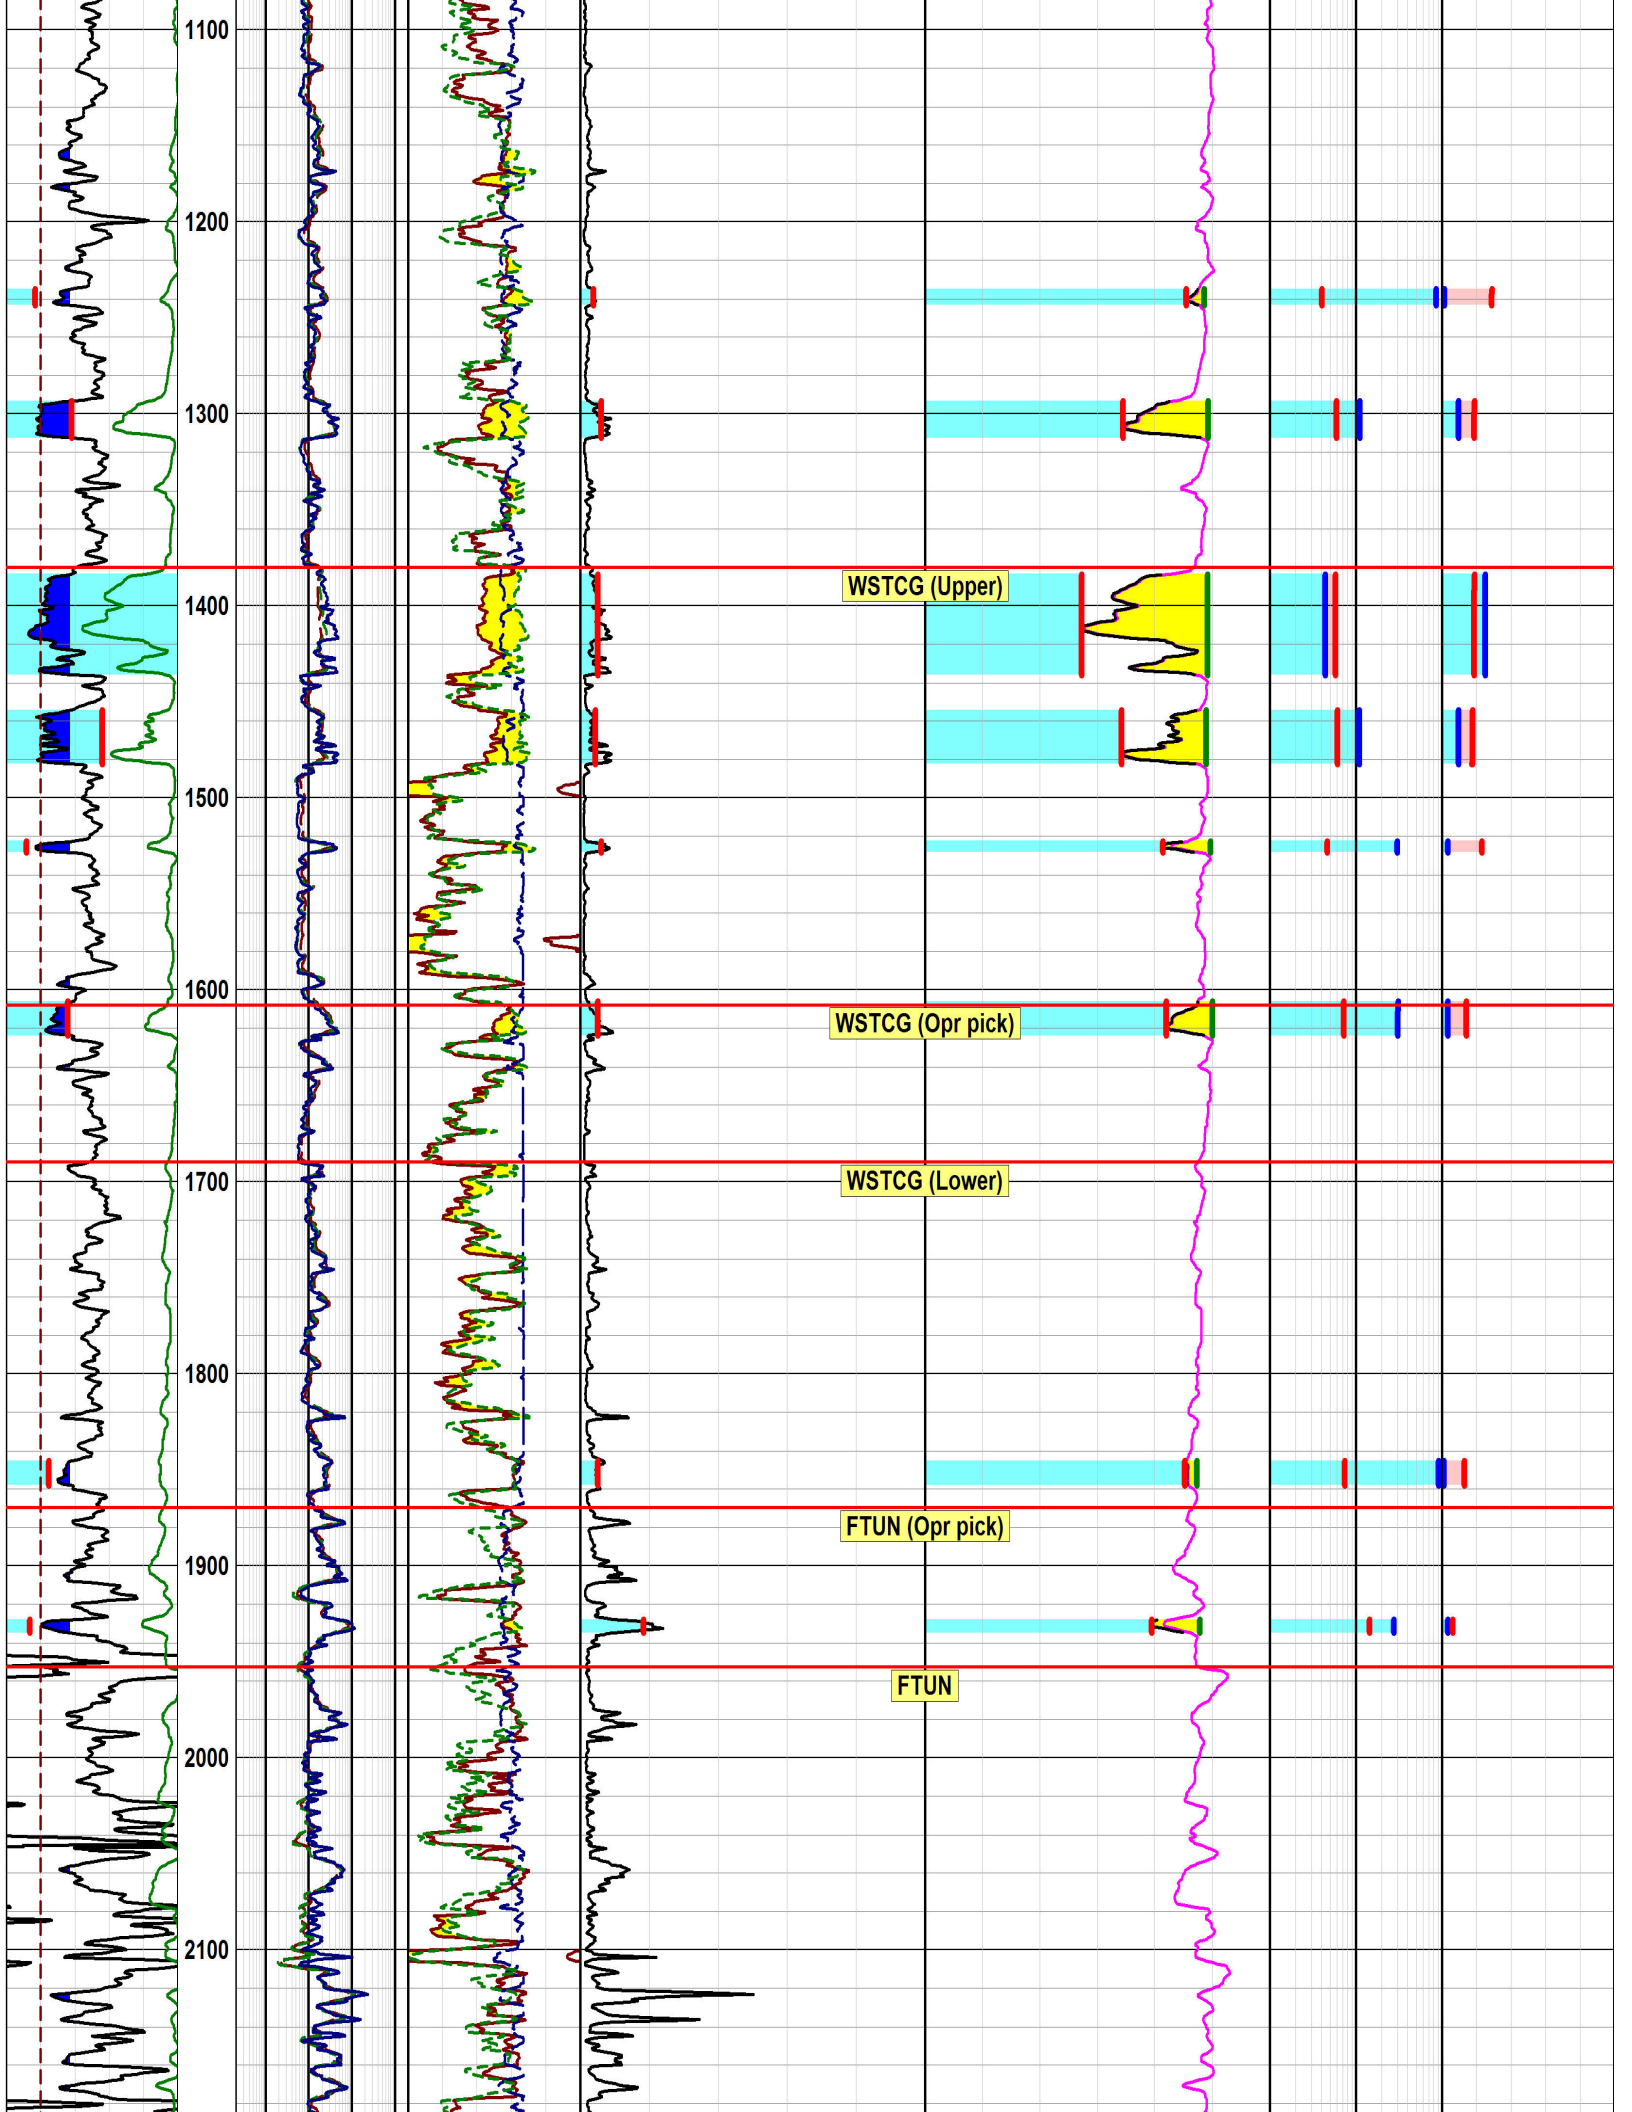 1100
1200
1300
WSTCG (Upper)
1400
1500
1600
WSTCG (Opr pick)
WSTCG (Lower)
1700
1800
FTUN (Opr pick)
1900
FTUN
2000
2100